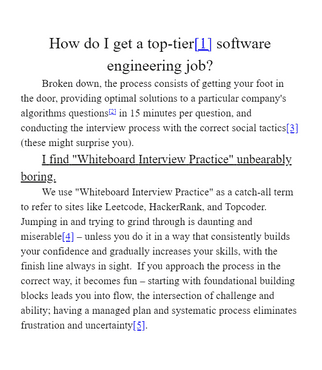 How do I get a top-tier[1] software
engineering job?
Broken down, the process consists of getting your foot in
the door, providing optimal solutions to a particular company's
algorithms questions[2] in 15 minutes per question, and
conducting the interview process with the correct social tactics[3]
(these might surprise you).
I find "Whiteboard Interview Practice" unbearably
boring.
We use "Whiteboard Interview Practice" as a catch-all term
to refer to sites like Leetcode, HackerRank, and Topcoder.
Jumping in and trying to grind through is daunting and
miserable[4] – unless you do it in a way that consistently builds
your confidence and gradually increases your skills, with the
finish line always in sight. If you approach the process in the
correct way, it becomes fun – starting with foundational building
blocks leads you into flow, the intersection of challenge and
ability; having a managed plan and systematic process eliminates
frustration and uncertainty[5].